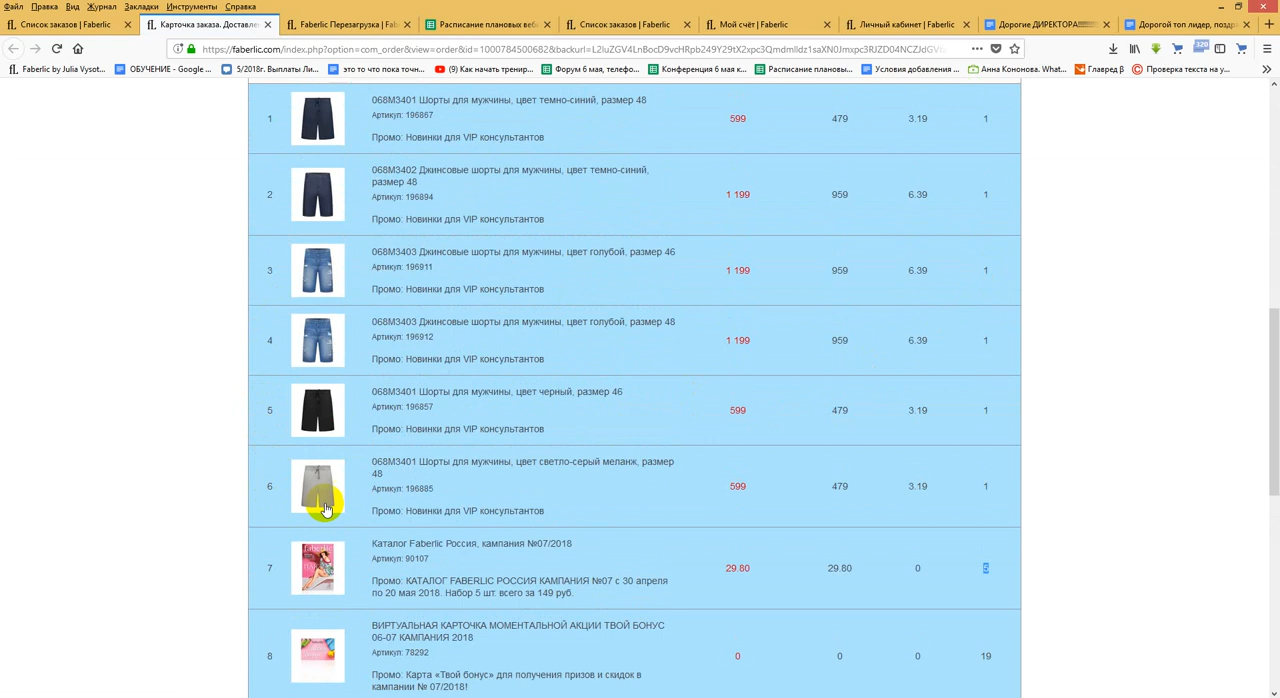 Файл Правка Вид Журнал Закладки Инструменты Справка
Список заказов | Faberlic Карточка заказа. Доставлен Faberlic Перезагрузка | Fab Расписание плановых веб Список заказов | Faberlic Мой счёт | Faberlic Личный кабинет | Faberlic Дорогие ДИРЕКТОРА!!!!!!! Дорогой топ лидер, поздр
Faberlic by Julia Vysot... ОБУЧЕНИЕ - Google ... 5/2018г. Выплаты Ли... это то что пока точн... (9) Как начать тренир... Форум 6 мая, телефо... Конференция 6 мая к... Расписание плановы... Условия добавления ... Анна Кононова. What... Главред β Проверка текста на у...
1 068М3401 Шорты для мужчины, цвет темно-синий, размер 48
Артикул: 196867
599 479 3.19 1
Промо: Новинки для VIP консультантов
068М3402 Джинсовые шорты для мужчины, цвет темно-синий,
размер 48
2 Артикул: 196894 1 199 959 6.39 1
Промо: Новинки для VIP консультантов
068М3403 Джинсовые шорты для мужчины, цвет голубой, размер 46
3 Артикул: 196911 1 199 959 6.39 1
Промо: Новинки для VIP консультантов
068М3403 Джинсовые шорты для мужчины, цвет голубой, размер 48
4 Артикул: 196912 1 199 959 6.39 1
Промо: Новинки для VIP консультантов
068М3401 Шорты для мужчины, цвет черный, размер 46
5 Артикул: 196857 599 479 3.19 1
Промо: Новинки для VIP консультантов
068М3401 Шорты для мужчины, цвет светло-серый меланж, размер
48
6 Артикул: 196885 599 479 3.19 1
Промо: Новинки для VIP консультантов
Каталог Faberlic Россия, кампания №07/2018
7 Артикул: 90107 29.80 29.80 0 5
Промо: КАТАЛОГ FABERLIC РОССИЯ КАМПАНИЯ №07 с 30 апреля
по 20 мая 2018. Набор 5 шт. всего за 149 руб.
ВИРТУАЛЬНАЯ КАРТОЧКА МОМЕНТАЛЬНОЙ АКЦИИ ТВОЙ БОНУС
06-07 КАМПАНИЯ 2018
8 Артикул: 78292 0 0 0 19
Промо: Карта «Твой бонус» для получения призов и скидок в
кампании № 07/2018!